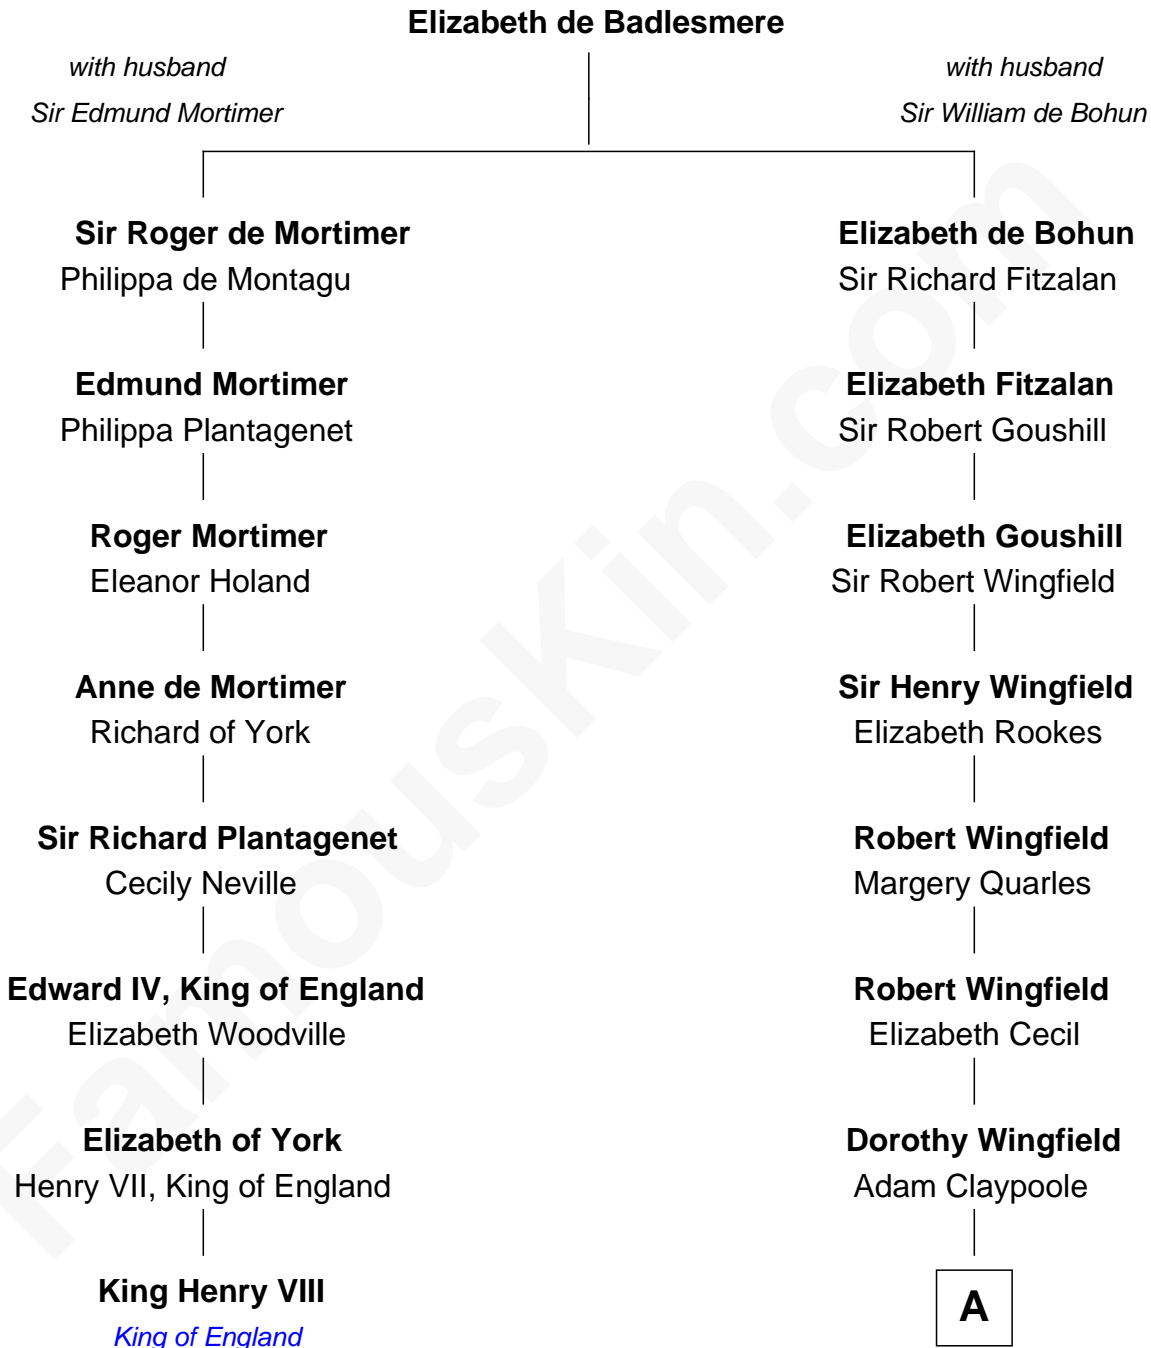 Elizabeth de Badlesmere
with husband
Sir Edmund Mortimer
with husband
Sir William de Bohun
Sir Roger de Mortimer
Philippa de Montagu
Elizabeth de Bohun
Sir Richard Fitzalan
Edmund Mortimer
Philippa Plantagenet
Elizabeth Fitzalan
Sir Robert Goushill
Roger Mortimer
Eleanor Holand
Elizabeth Goushill
Sir Robert Wingfield
Anne de Mortimer
Richard of York
Sir Henry Wingfield
Elizabeth Rookes
Sir Richard Plantagenet
Cecily Neville
Robert Wingfield
Margery Quarles
Edward IV, King of England
Elizabeth Woodville
Robert Wingfield
Elizabeth Cecil
Elizabeth of York
Henry VII, King of England
Dorothy Wingfield
Adam Claypoole
King Henry VIII
King of England
A
FamousKin.com